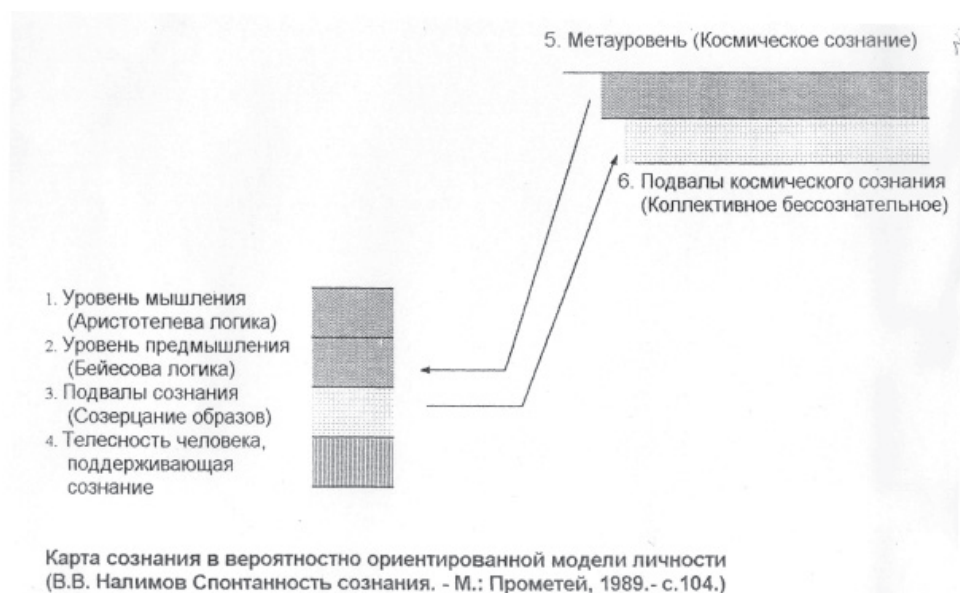 5. Метауровень (Космическое сознание)
6. Подвалы космического сознания
(Коллективное бессознательное)
1. Уровень мышления
(Аристотелева логика)
2. Уровень предмышления
(Бейесова логика)
3. Подвалы сознания
(Созерцание образов)
4. Телесность человека,
поддерживающая
сознание
Карта сознания в вероятностно ориентированной модели личности
(В.В. Налимов Спонтанность сознания. - М.: Прометей, 1989.- с.104.)